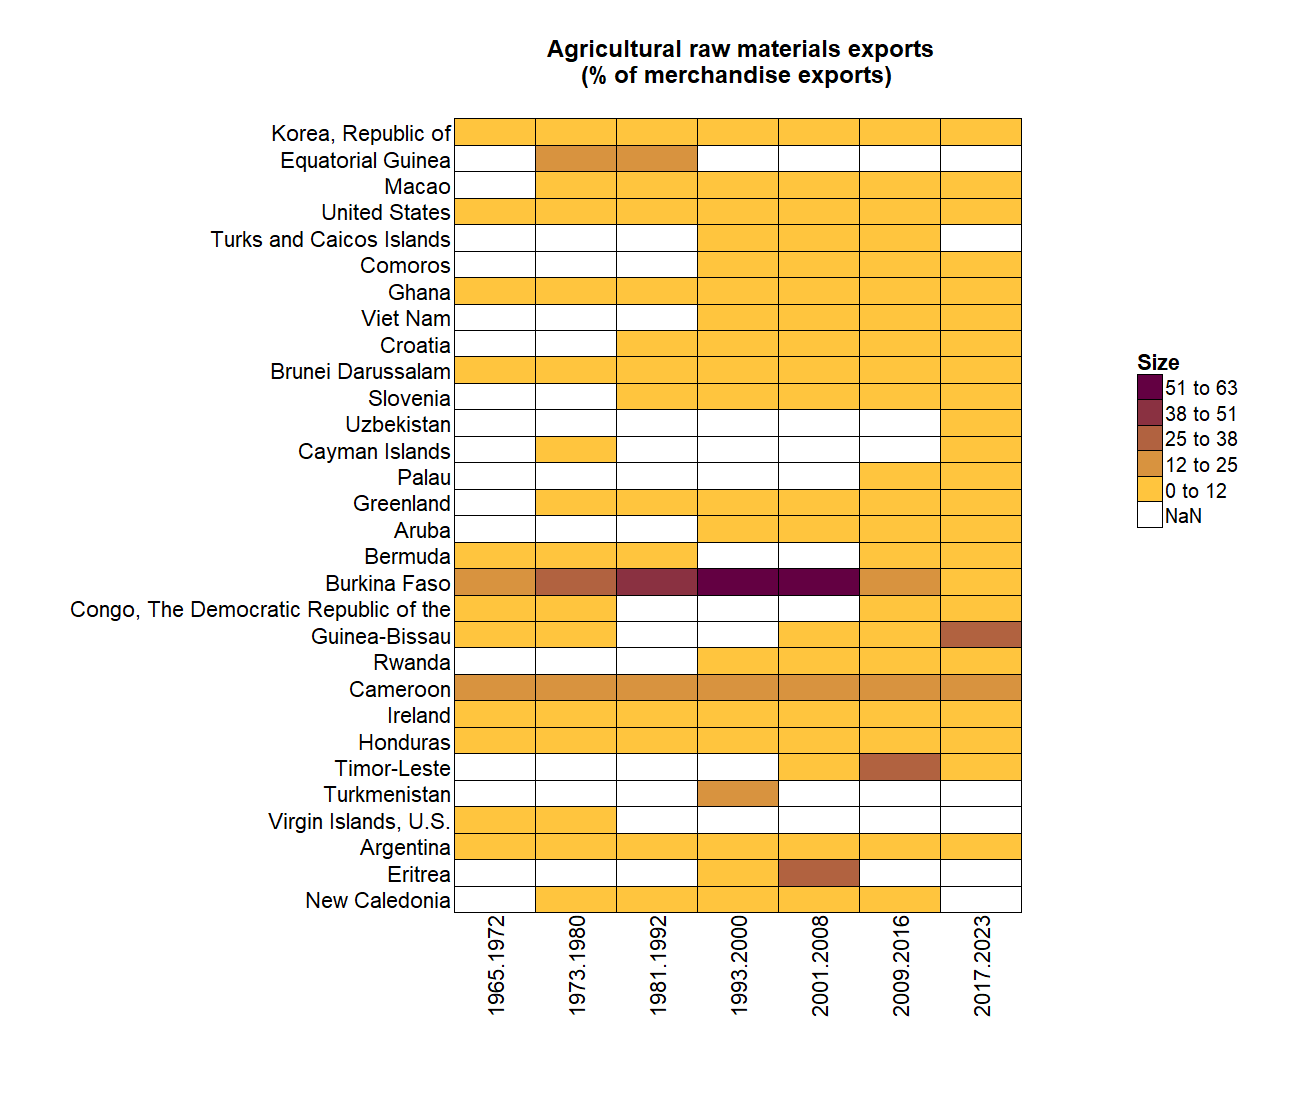 Agricultural raw materials exports
(% of merchandise exports)
Korea, Republic of
Equatorial Guinea
Macao
United States
Turks and Caicos Islands
Comoros
Ghana
Viet Nam
Croatia
Brunei Darussalam
Slovenia
Uzbekistan
Cayman Islands
Palau
Greenland
Aruba
Bermuda
Burkina Faso
Congo, The Democratic Republic of the
Guinea-Bissau
Rwanda
Cameroon
Ireland
Honduras
Timor-Leste
Turkmenistan
Virgin Islands, U.S.
Argentina
Eritrea
New Caledonia
1965.1972
1973.1980
1981.1992
1993.2000
2001.2008
2009.2016
2017.2023
Size
51 to 63
38 to 51
25 to 38
12 to 25
0 to 12
NaN